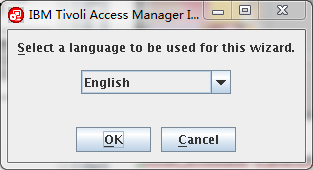 IBM Tivoli Access Manager I...
Select a language to be used for this wizard.
English
OK
Cancel